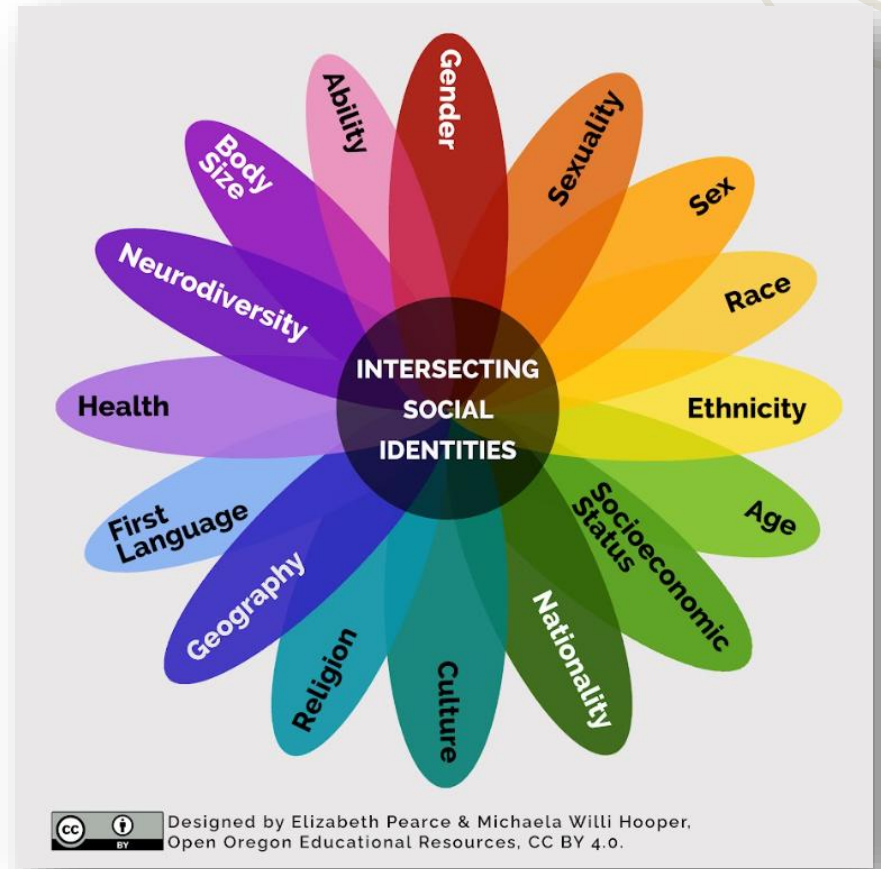 Gender
Sexuality
Sex
Race
Ethnicity
Age
Socioeconomic
Status
Nationality
Culture
Religion
Geography
First
Language
Health
Neurodiversity
Body
Size
Ability
INTERSECTING
SOCIAL
IDENTITIES
cc
BY
Designed by Elizabeth Pearce & Michaela Willi Hooper,
Open Oregon Educational Resources, CC BY 4.0.